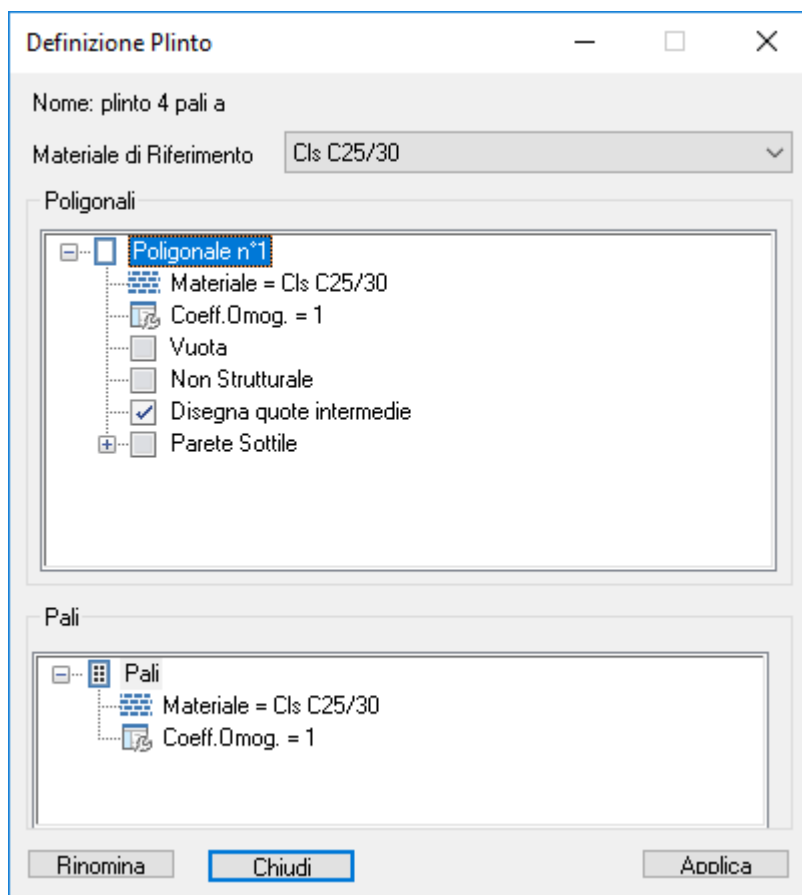 Definizione Plinto
Nome: plinto 4 pali a
Materiale di Riferimento Cls C25/30
Poligonali
Poligonale n°1
Materiale = Cls C25/30
Coeff.Omog. = 1
Vuota
Non Strutturale
Disegna quote intermedie
Parete Sottile
Pali
Pali
Materiale = Cls C25/30
Coeff.Omog. = 1
Rinomina Chiudi Applica